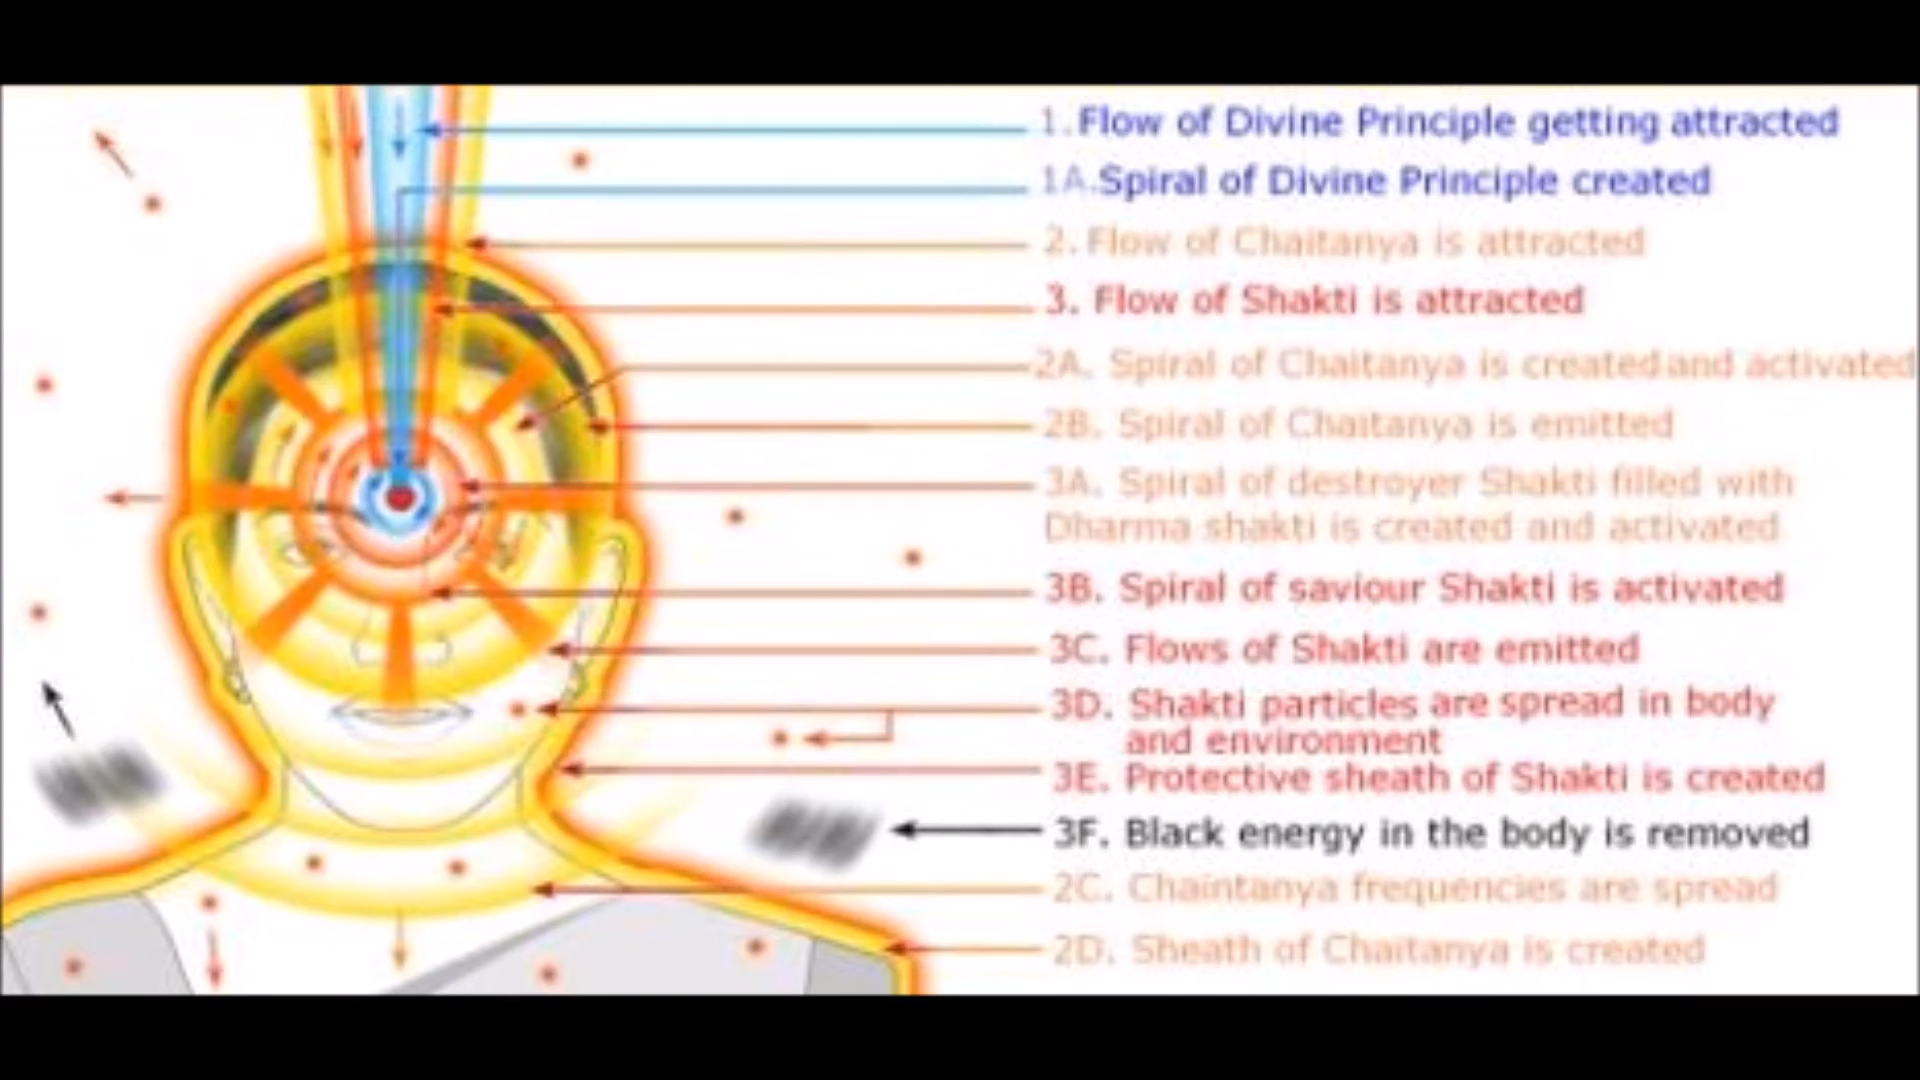 1. Flow of Divine Principle getting attracted
1A. Spiral of Divine Principle created
2. Flow of Chaitanya is attracted
3. Flow of Shakti is attracted
2A. Spiral of Chaitanya is created and activated
2B. Spiral of Chaitanya is emitted
3A. Spiral of destroyer Shakti filled with
Dharma shakti is created and activated
3B. Spiral of saviour Shakti is activated
3C. Flows of Shakti are emitted
3D. Shakti particles are spread in body
and environment
3E. Protective sheath of Shakti is created
3F. Black energy in the body is removed
2C. Chaintanya frequencies are spread
2D. Sheath of Chaitanya is created